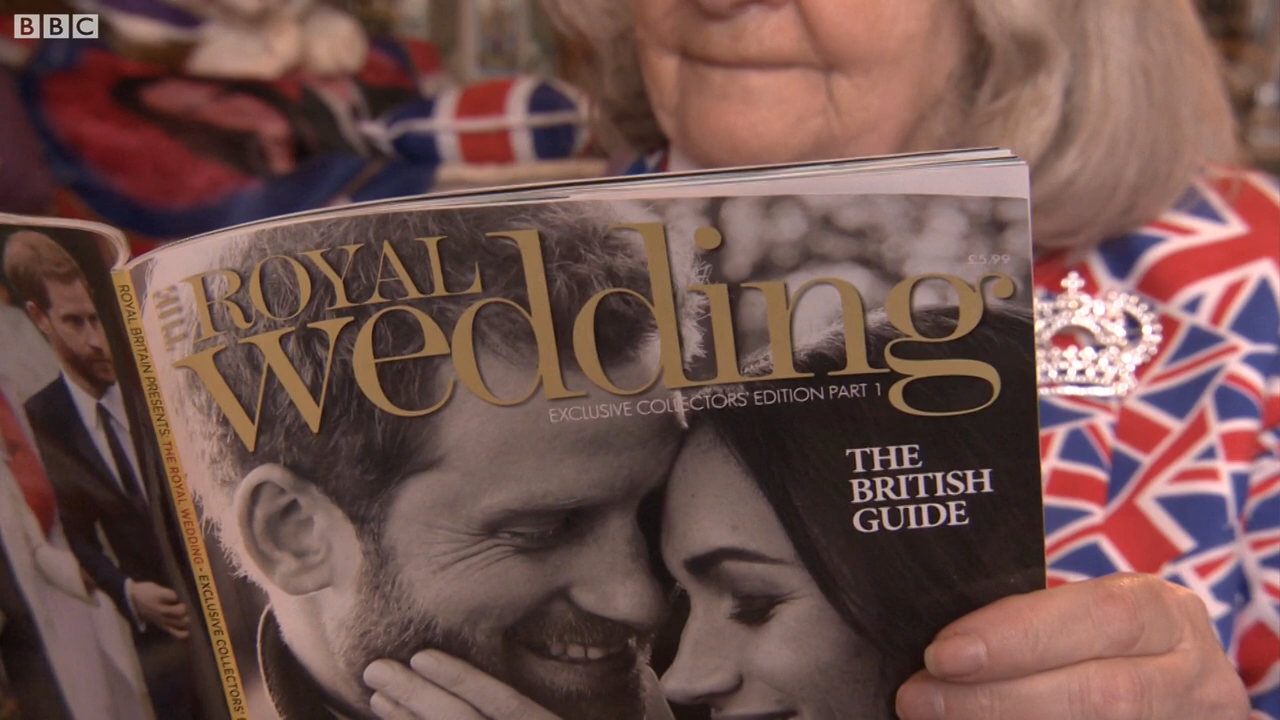 BBC
£5.99
ROYAL
wedding
EXCLUSIVE COLLECTORS' EDITION PART 1
THE
BRITISH
GUIDE
ROYAL BRITAIN PRESENTS: THE ROYAL WEDDING - EXCLUSIVE COLLECTORS'